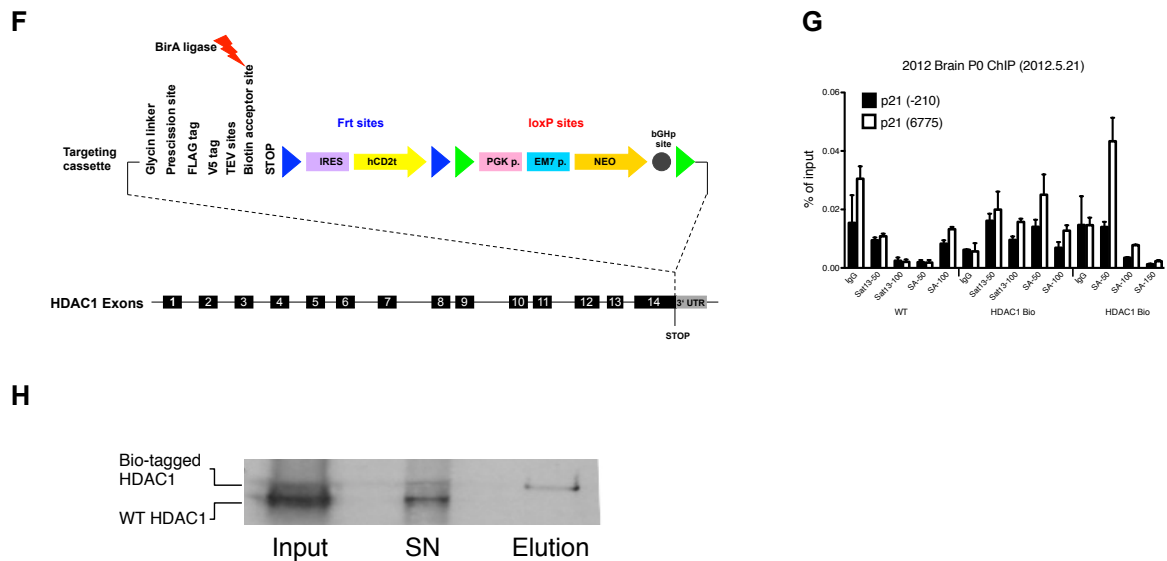 F
BirA ligase
Glycin linker
Prescission site
FLAG tag
V5 tag
TEV sites
Biotin acceptor site
STOP
Targeting
cassette
Frt sites
loxP sites
bGHp
site
IRES
hCD2t
PGK p.
EM7 p.
NEO
HDAC1 Exons
1 2 3 4 5 6 7 8 9 10 11 12 13 14 3' UTR
STOP
G
2012 Brain P0 ChIP (2012.5.21)
p21 (-210)
p21 (6775)
% of input
0.06
0.04
0.02
0.00
IgG
Sat13-50
Sat13-100
SA-50
SA-100
IgG
Sat13-50
Sat13-100
SA-50
SA-100
IgG
SA-50
SA-100
SA-150
WT
HDAC1 Bio
HDAC1 Bio
H
Bio-tagged
HDAC1
WT HDAC1
Input SN Elution